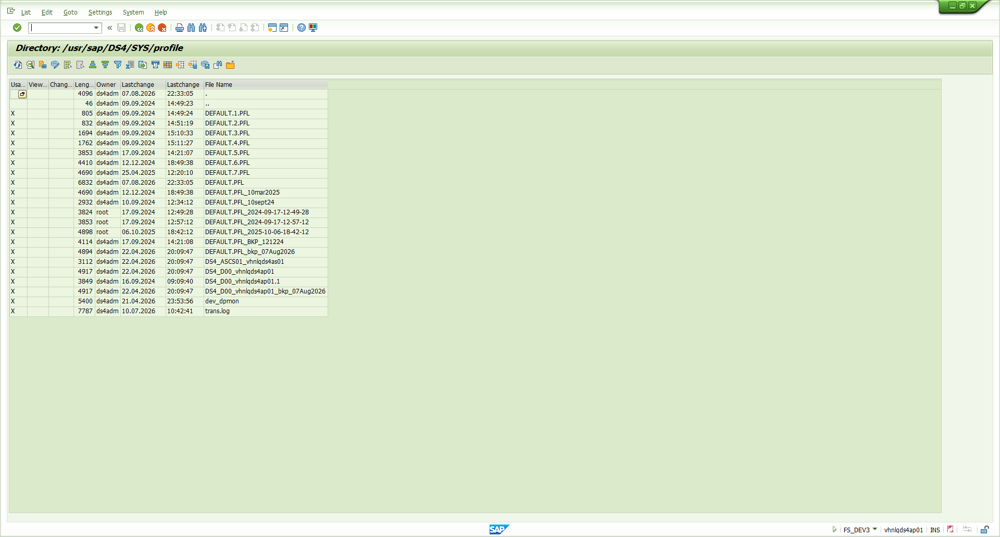 List Edit Goto Settings System Help
Directory: /usr/sap/DS4/SYS/profile
Usa... View... Chang... Leng... Owner Lastchange Lastchange File Name
4096 ds4adm 07.08.2026 22:33:05 .
46 ds4adm 09.09.2024 14:49:23 ..
X 805 ds4adm 09.09.2024 14:49:24 DEFAULT.1.PFL
X 832 ds4adm 09.09.2024 14:51:19 DEFAULT.2.PFL
X 1694 ds4adm 09.09.2024 15:10:33 DEFAULT.3.PFL
X 1762 ds4adm 09.09.2024 15:11:27 DEFAULT.4.PFL
X 3853 ds4adm 17.09.2024 14:21:07 DEFAULT.5.PFL
X 4410 ds4adm 12.12.2024 18:49:38 DEFAULT.6.PFL
X 4690 ds4adm 25.04.2025 12:20:10 DEFAULT.7.PFL
X 6832 ds4adm 07.08.2026 22:33:05 DEFAULT.PFL
X 4690 ds4adm 12.12.2024 18:49:38 DEFAULT.PFL_10mar2025
X 2932 ds4adm 10.09.2024 12:34:12 DEFAULT.PFL_10sept24
X 3824 root 17.09.2024 12:49:28 DEFAULT.PFL_2024-09-17-12-49-28
X 3853 root 17.09.2024 12:57:12 DEFAULT.PFL_2024-09-17-12-57-12
X 4898 root 06.10.2025 18:42:12 DEFAULT.PFL_2025-10-06-18-42-12
X 4114 ds4adm 17.09.2024 14:21:08 DEFAULT.PFL_BKP_121224
X 4894 ds4adm 22.04.2026 20:09:47 DEFAULT.PFL_bkp_07Aug2026
X 3112 ds4adm 22.04.2026 20:09:47 DS4_ASCS01_vhnlqds4as01
X 4917 ds4adm 22.04.2026 20:09:47 DS4_D00_vhnlqds4ap01
X 3849 ds4adm 16.09.2024 09:09:40 DS4_D00_vhnlqds4ap01.1
X 4917 ds4adm 22.04.2026 20:09:47 DS4_D00_vhnlqds4ap01_bkp_07Aug2026
X 5400 ds4adm 21.04.2026 23:53:56 dev_dpmon
X 7787 ds4adm 10.07.2026 10:42:41 trans.log
SAP FS_DEV3 vhnlqds4ap01 INS